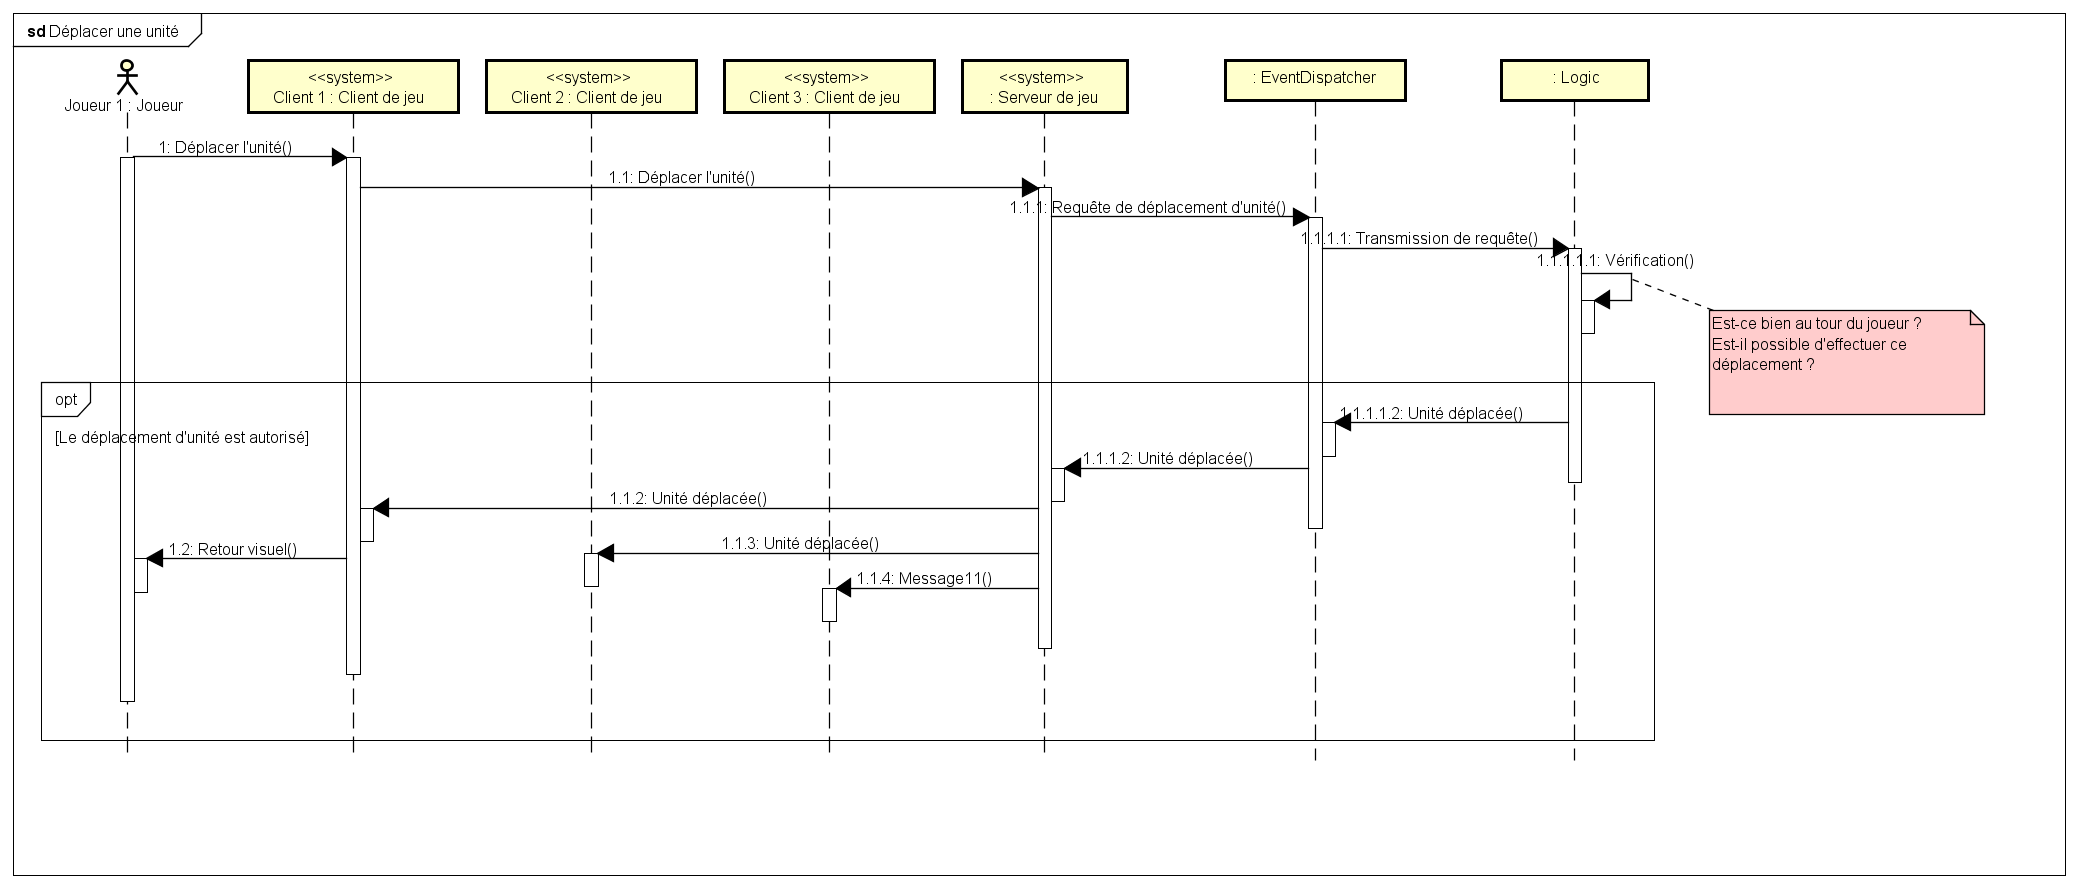 sd Déplacer une unité
Joueur 1 : Joueur
<<system>>
Client 1 : Client de jeu
<<system>>
Client 2 : Client de jeu
<<system>>
Client 3 : Client de jeu
<<system>>
: Serveur de jeu
: EventDispatcher
: Logic
1: Déplacer l'unité()
1.1: Déplacer l'unité()
1.1.1: Requête de déplacement d'unité()
1.1.1.1: Transmission de requête()
1.1.1.1.1: Vérification()
Est-ce bien au tour du joueur ?
Est-il possible d'effectuer ce
déplacement ?
opt
[Le déplacement d'unité est autorisé]
1.1.1.1.2: Unité déplacée()
1.1.1.2: Unité déplacée()
1.1.2: Unité déplacée()
1.2: Retour visuel()
1.1.3: Unité déplacée()
1.1.4: Message11()